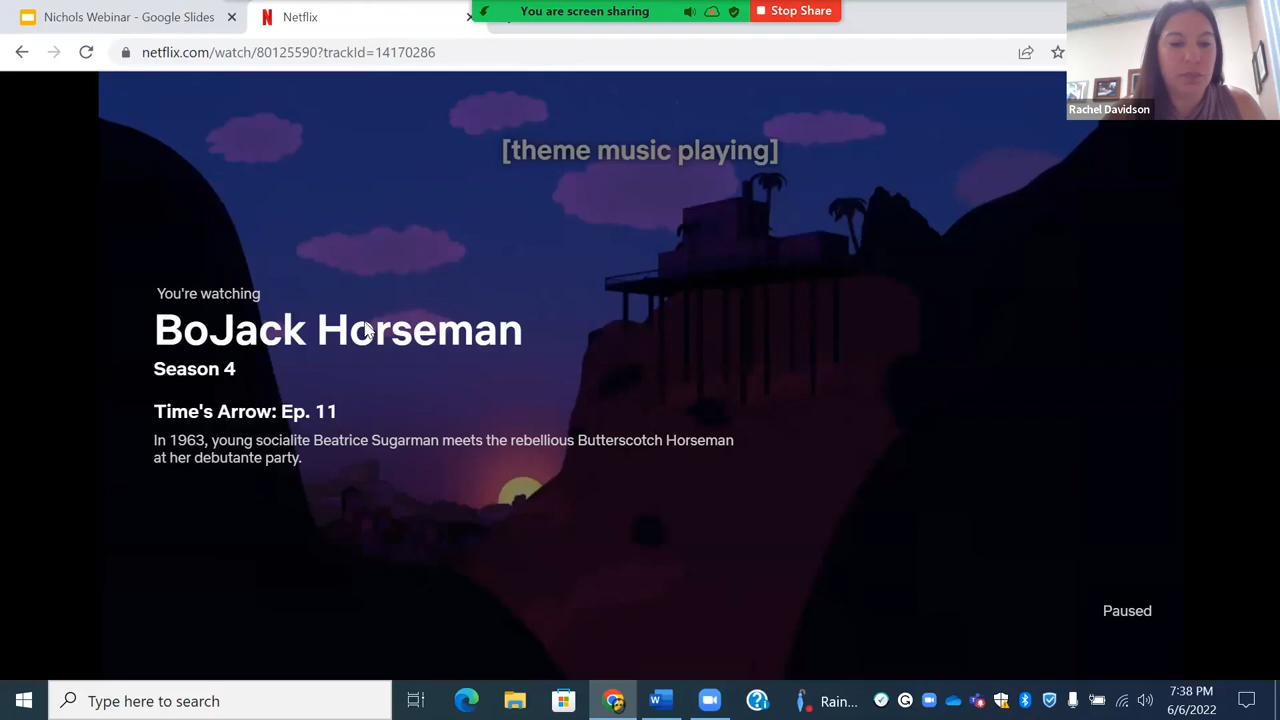 Nichols Webinar - Google Slides
Netflix
You are screen sharing
Stop Share
netflix.com/watch/80125590?trackId=14170286
Rachel Davidson
[theme music playing]
You're watching
BoJack Horseman
Season 4
Time's Arrow: Ep. 11
In 1963, young socialite Beatrice Sugarman meets the rebellious Butterscotch Horseman
at her debutante party.
Paused
Type here to search
Rain...
7:38 PM
6/6/2022